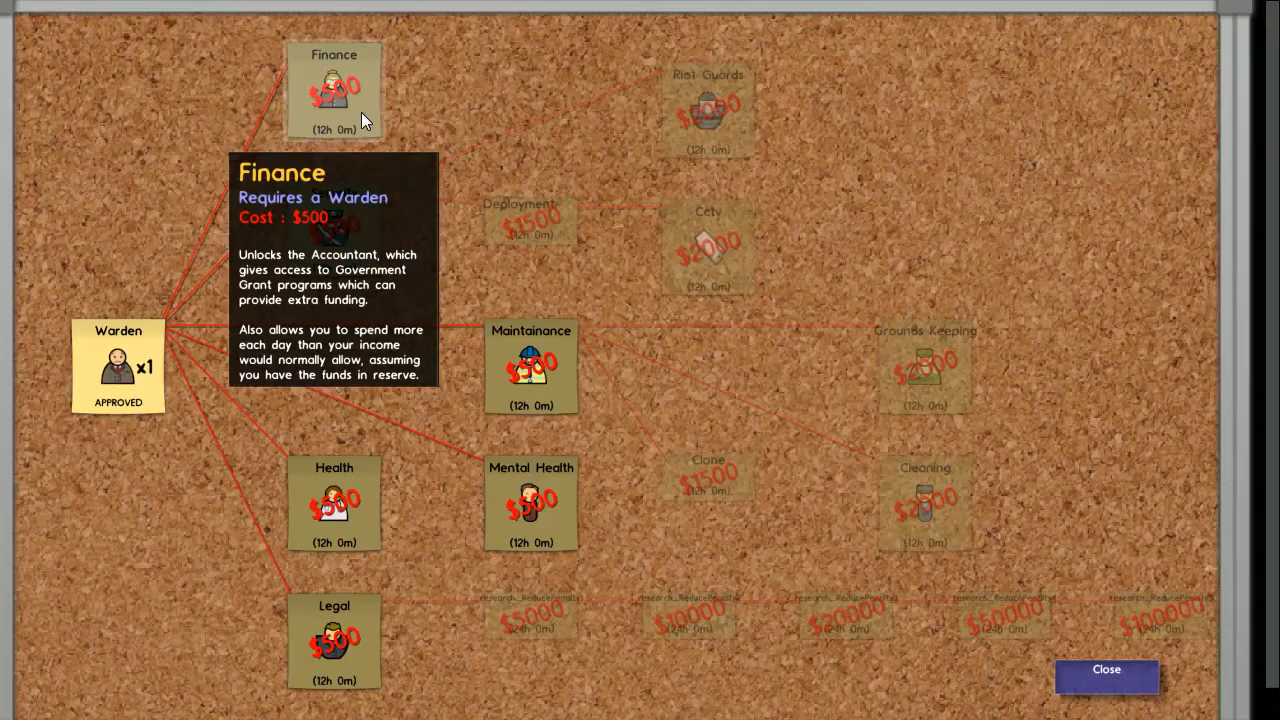 Finance
$500
(12h 0m)
Riot Guards
(12h 0m)
Finance
Requires a Warden
Cost : $500
Unlocks the Accountant, which
gives access to Government
Grant programs which can
provide extra funding.
Also allows you to spend more
each day than your income
would normally allow, assuming
you have the funds in reserve.
Deployment
$1500
(12h 0m)
Cctv
$2000
(12h 0m)
Warden
x1
APPROVED
Maintainance
$500
(12h 0m)
Grounds Keeping
$2000
(12h 0m)
Health
$500
(12h 0m)
Mental Health
$500
(12h 0m)
Clone
$1500
(12h 0m)
Cleaning
$2000
(12h 0m)
Legal
$500
(12h 0m)
$5000
(24h 0m)
$10000
(24h 0m)
$20000
(24h 0m)
$50000
(24h 0m)
$100000
(24h 0m)
Close